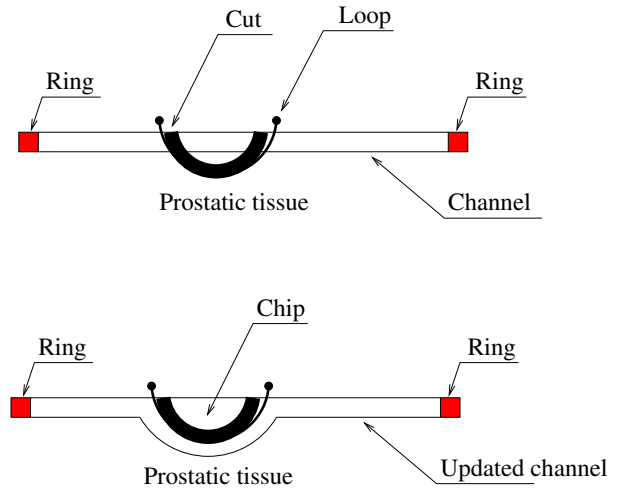 Cut
Loop
Ring
Ring
Prostatic tissue
Channel
Chip
Ring
Ring
Prostatic tissue
Updated channel